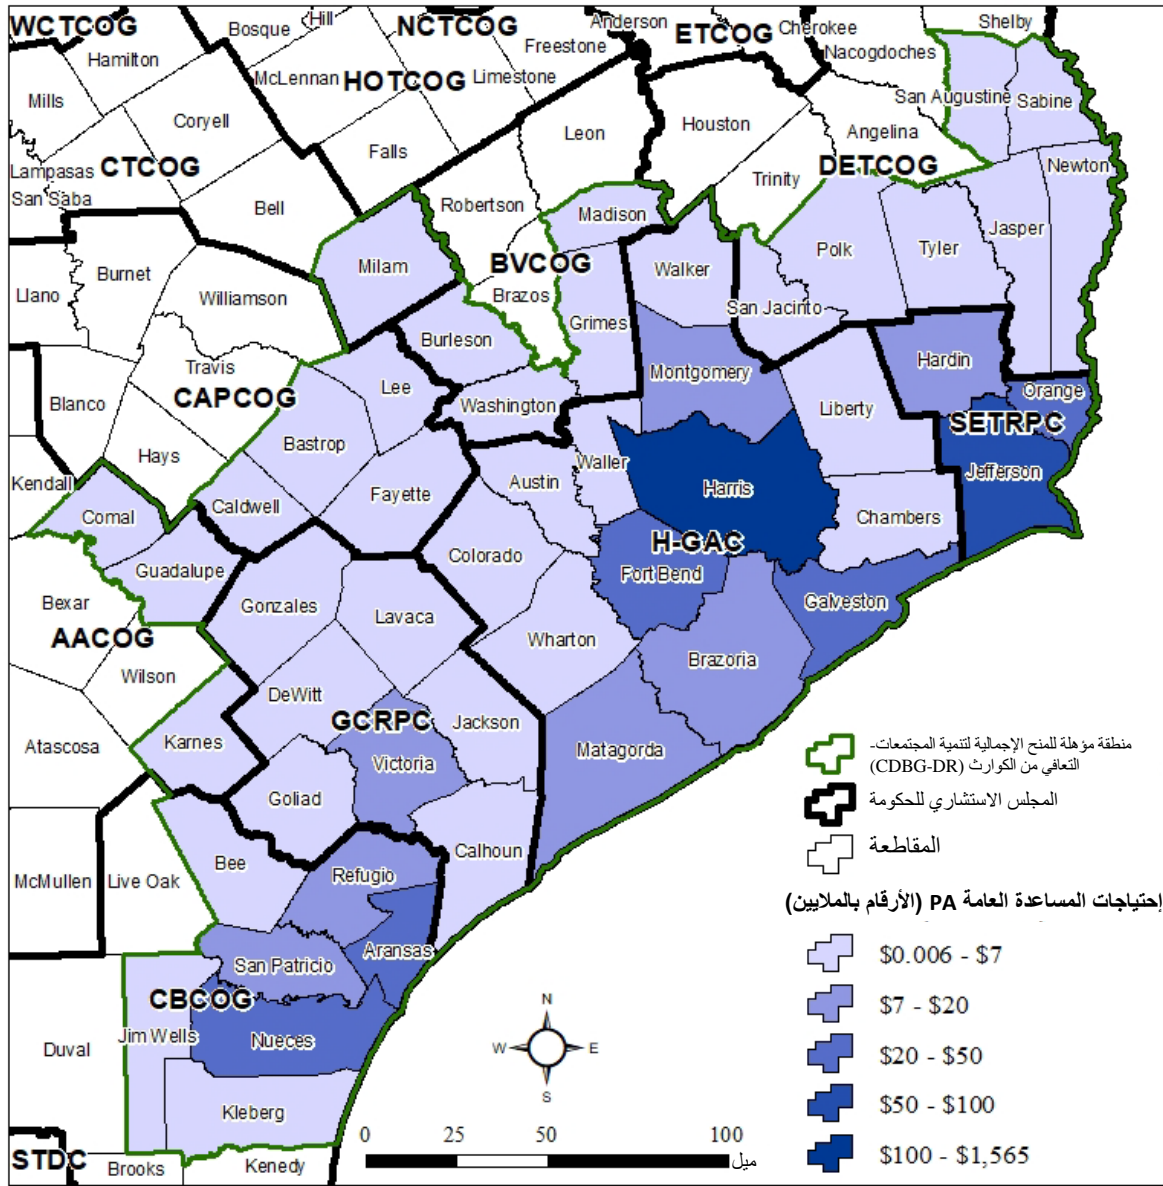 WCTCOG
Hamilton
Bosque
Hill
NCTCOG
Anderson
Freestone
ETCOG
Cherokee
Nacogdoches
Shelby
McLennan
HOTCOG
Limestone
Mills
Coryell
San Augustine
Sabine
Leon
Houston
Angelina
Falls
Lampasas
CTCOG
San Saba
DETCOG
Newton
Trinity
Bell
Robertson
Madison
Jasper
Polk
Tyler
Burnet
Milam
BVCOG
Walker
Llano
Williamson
Brazos
San Jacinto
Grimes
Burleson
Travis
Hardin
Montgomery
Lee
Orange
Blanco
CAPCOG
Washington
Liberty
SETRPC
Bastrop
Hays
Waller
Jefferson
Kendall
Austin
Harris
Fayette
Caldwell
Comal
Chambers
H-GAC
Colorado
Guadalupe
Fort Bend
Bexar
Gonzales
Lavaca
Galveston
AACOG
Wharton
Brazoria
Wilson
DeWitt
GCRPC
Jackson
Atascosa
Karnes
Matagorda
Victoria
Goliad
Calhoun
Bee
McMullen
Live Oak
Refugio
Aransas
San Patricio
CBCOG
Jim Wells
Nueces
Duval
Kleberg
STDC
Brooks
Kenedy
منطقة مؤهلة للمنح الإجمالية لتنمية المجتمعات-
التعافي من الكوارث (CDBG-DR)
المجلس الاستشاري للحكومة
المقاطعة
إحتياجات المساعدة العامة PA (الأرقام بالملايين)
$0.006 - $7
$7 - $20
$20 - $50
$50 - $100
$100 - $1,565
N
W
E
S
0
25
50
100
ميل